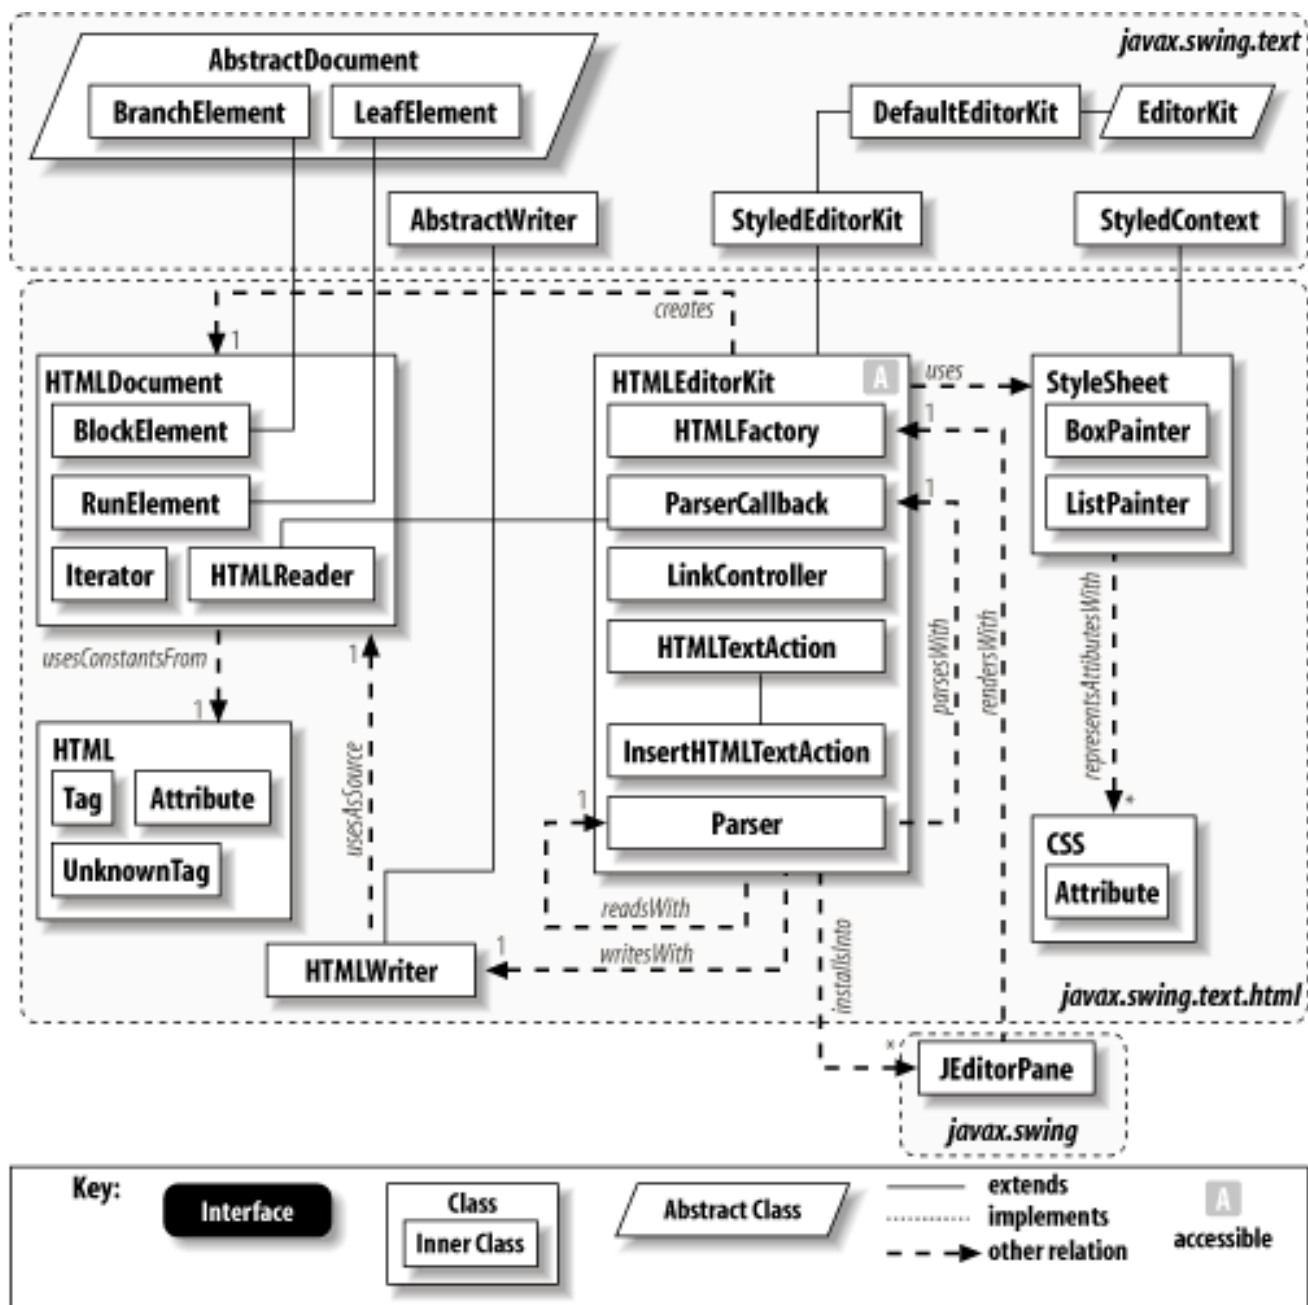 javax.swing.text
AbstractDocument
BranchElement
LeafElement
DefaultEditorKit
EditorKit
AbstractWriter
StyledEditorKit
StyledContext
creates
1
HTMLDocument
BlockElement
RunElement
Iterator
HTMLReader
HTMLEditorKit
A
HTMLFactory
ParserCallback
LinkController
HTMLTextAction
InsertHTMLTextAction
Parser
uses
1
1
parsesWith
rendersWith
StyleSheet
BoxPainter
ListPainter
representsAttibutesWith
*
usesConstantsFrom
1
1
usesAsSource
HTML
Tag
Attribute
UnknownTag
1
readsWith
1
writesWith
HTMLWriter
installsInto
CSS
Attribute
javax.swing.text.html
*
JEditorPane
javax.swing
Key:
Interface
Class
Inner Class
Abstract Class
extends
implements
other relation
A
accessible